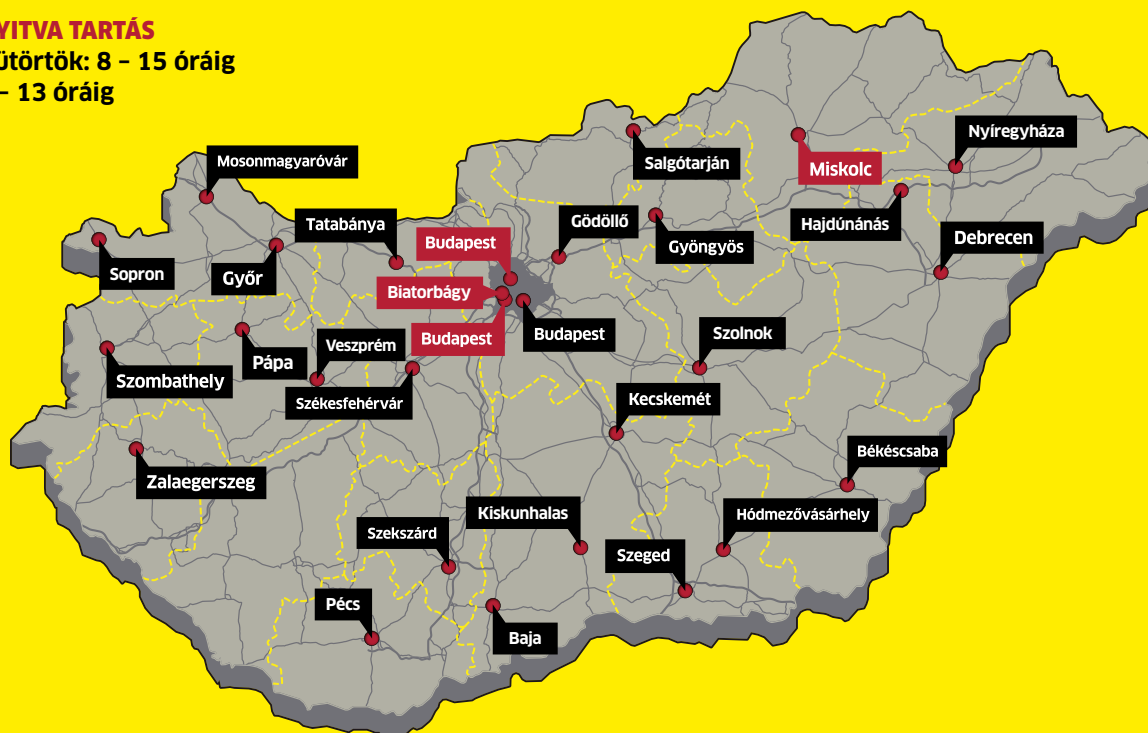 YITVA TARTÁS
ütörtök: 8 – 15 óráig
– 13 óráig
Mosonmagyaróvár
Salgótarján
Nyíregyháza
Miskolc
Tatabánya
Gödöllő
Hajdúnánás
Budapest
Gyöngyös
Debrecen
Sopron
Győr
Biatorbágy
Budapest
Budapest
Szolnok
Veszprém
Pápa
Szombathely
Székesfehérvár
Kecskemét
Békéscsaba
Zalaegerszeg
Kiskunhalas
Hódmezővásárhely
Szekszárd
Szeged
Pécs
Baja